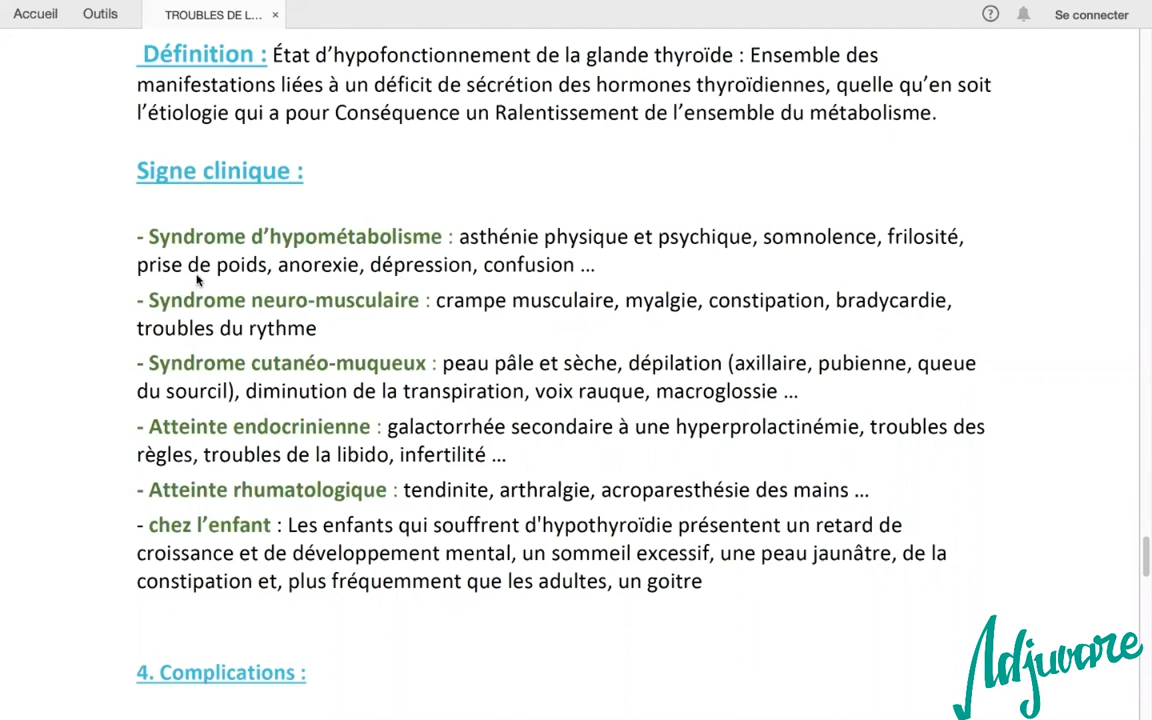 Accueil Outils TROUBLES DE L... × ? Se connecter
Définition : État d’hypofonctionnement de la glande thyroïde : Ensemble des
manifestations liées à un déficit de sécrétion des hormones thyroïdiennes, quelle qu’en soit
l’étiologie qui a pour Conséquence un Ralentissement de l’ensemble du métabolisme.
Signe clinique :
- Syndrome d’hypométabolisme : asthénie physique et psychique, somnolence, frilosité,
prise de poids, anorexie, dépression, confusion ...
- Syndrome neuro-musculaire : crampe musculaire, myalgie, constipation, bradycardie,
troubles du rythme
- Syndrome cutanéo-muqueux : peau pâle et sèche, dépilation (axillaire, pubienne, queue
du sourcil), diminution de la transpiration, voix rauque, macroglossie ...
- Atteinte endocrinienne : galactorrhée secondaire à une hyperprolactinémie, troubles des
règles, troubles de la libido, infertilité ...
- Atteinte rhumatologique : tendinite, arthralgie, acroparesthésie des mains ...
- chez l’enfant : Les enfants qui souffrent d'hypothyroïdie présentent un retard de
croissance et de développement mental, un sommeil excessif, une peau jaunâtre, de la
constipation et, plus fréquemment que les adultes, un goitre
4. Complications :
Adjuvare